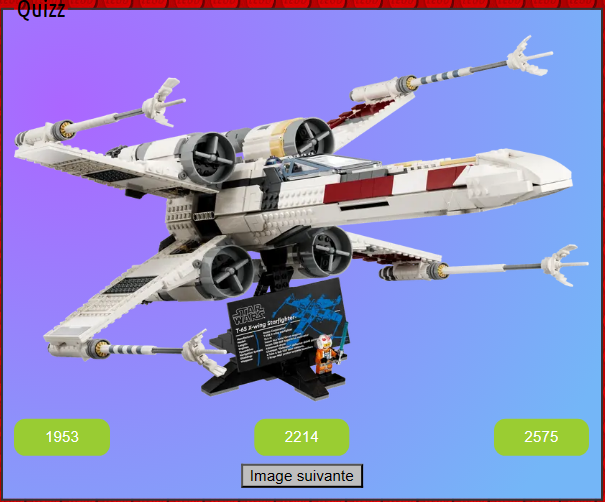 Quizz
STAR
WARS
T-65 X-wing Starfighter
1953
2214
2575
Image suivante